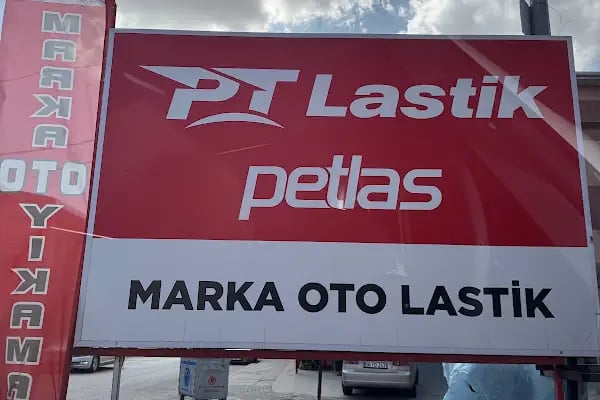 MARKA
OTO
YIKAMA
PT Lastik
petlas
MARKA OTO LASTİK